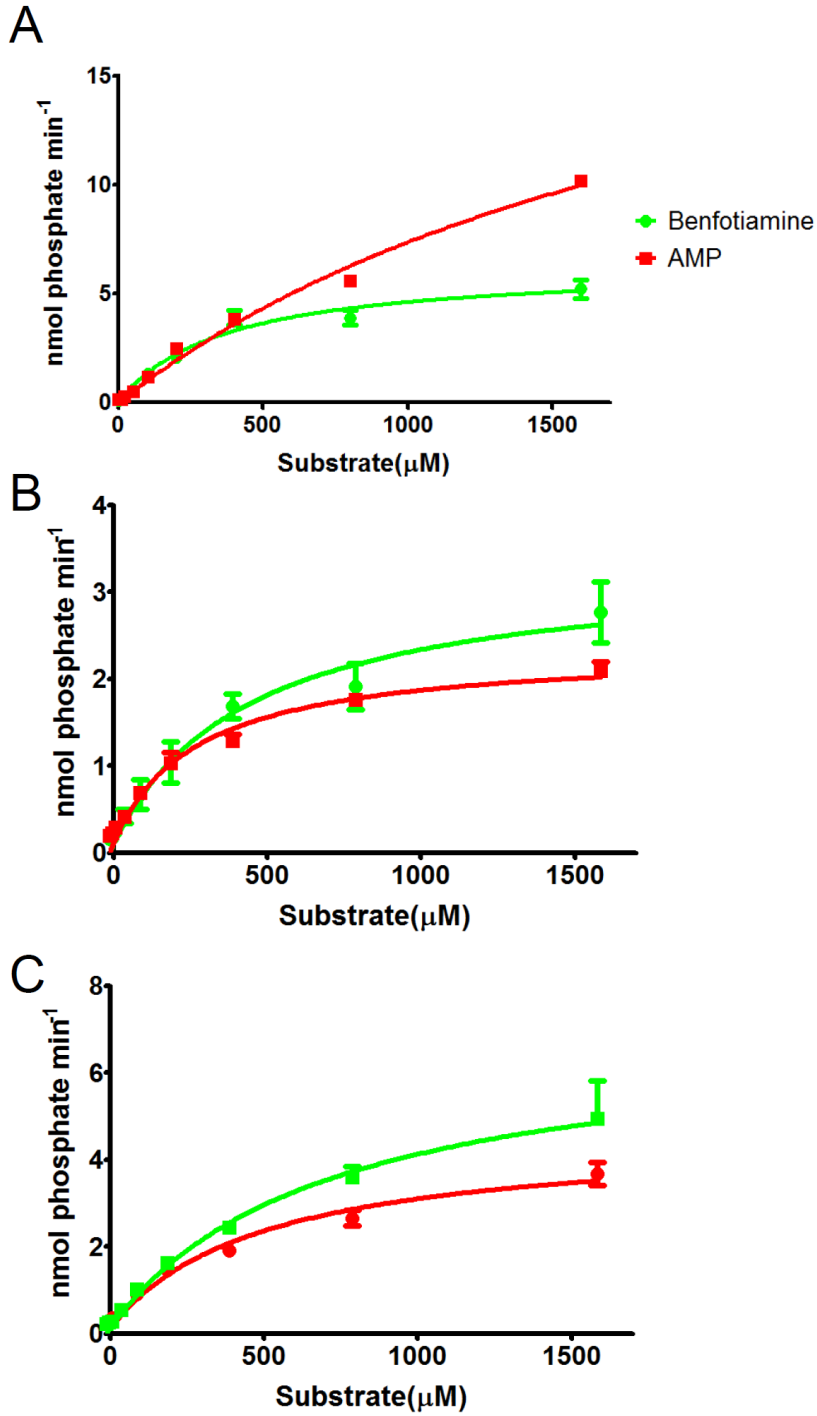 A
15
10
5
0
nmol phosphate min-1
0 500 1000 1500
Substrate(μM)
Benfotiamine
AMP
B
4
3
2
1
0
nmol phosphate min-1
0 500 1000 1500
Substrate(μM)
C
8
6
4
2
0
nmol phosphate min-1
0 500 1000 1500
Substrate(μM)